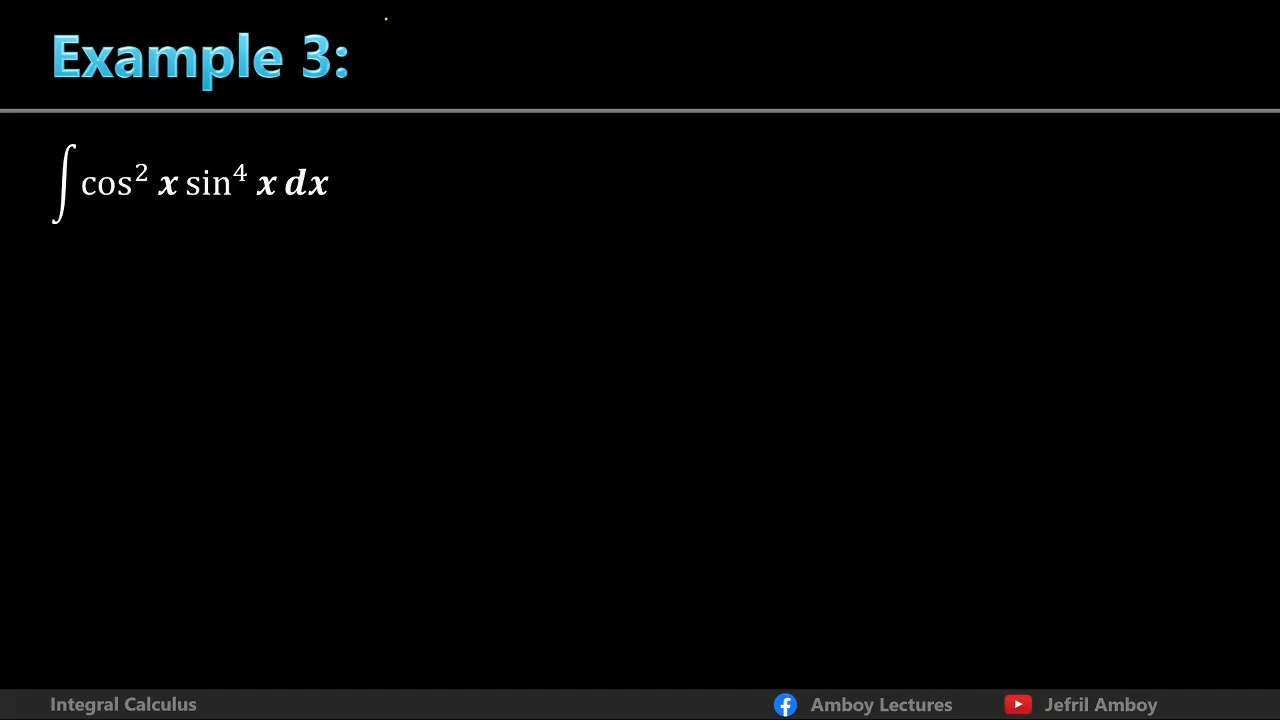 Example 3:
∫ cos² x sin⁴ x dx
Integral Calculus
Amboy Lectures
Jefril Amboy